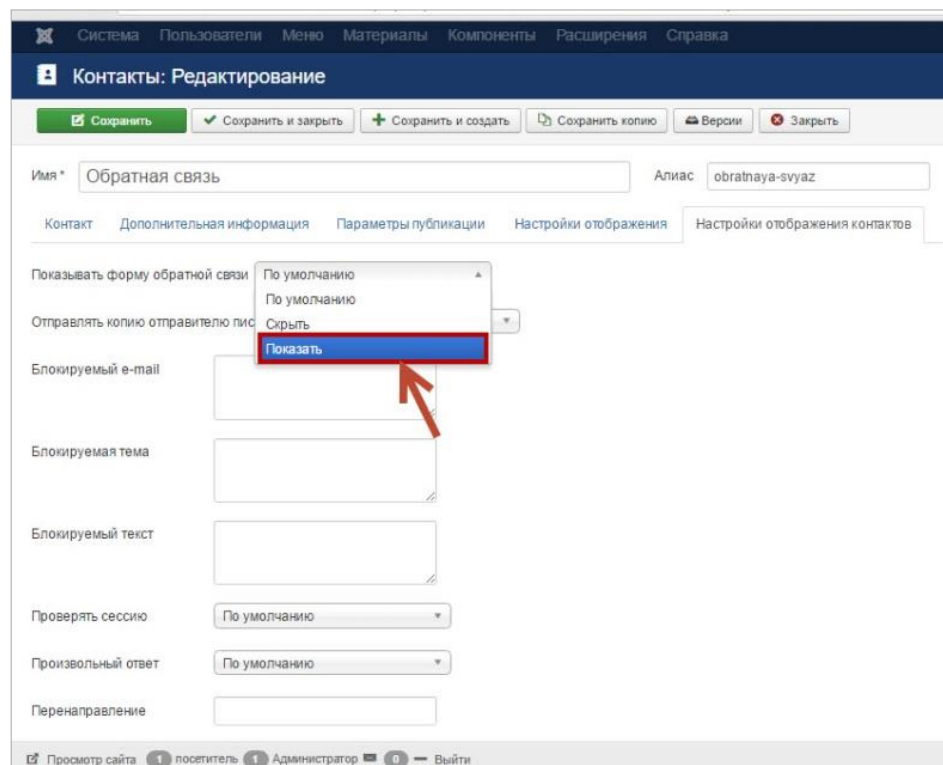 Система Пользователи Меню Материалы Компоненты Расширения Справка
Контакты: Редактирование
Сохранить Сохранить и закрыть Сохранить и создать Сохранить копию Версии Закрыть
Имя * Обратная связь Алиас obratnaya-svyaz
Контакт Дополнительная информация Параметры публикации Настройки отображения Настройки отображения контактов
Показывать форму обратной связи По умолчанию
По умолчанию
Отправлять копию отправителю Скрыть
Показать
Блокируемый e-mail
Блокируемая тема
Блокируемый текст
Проверять сессию По умолчанию
Произвольный ответ По умолчанию
Перенаправление
Просмотр сайта 1 посетитель 1 Администратор 0 Выйти